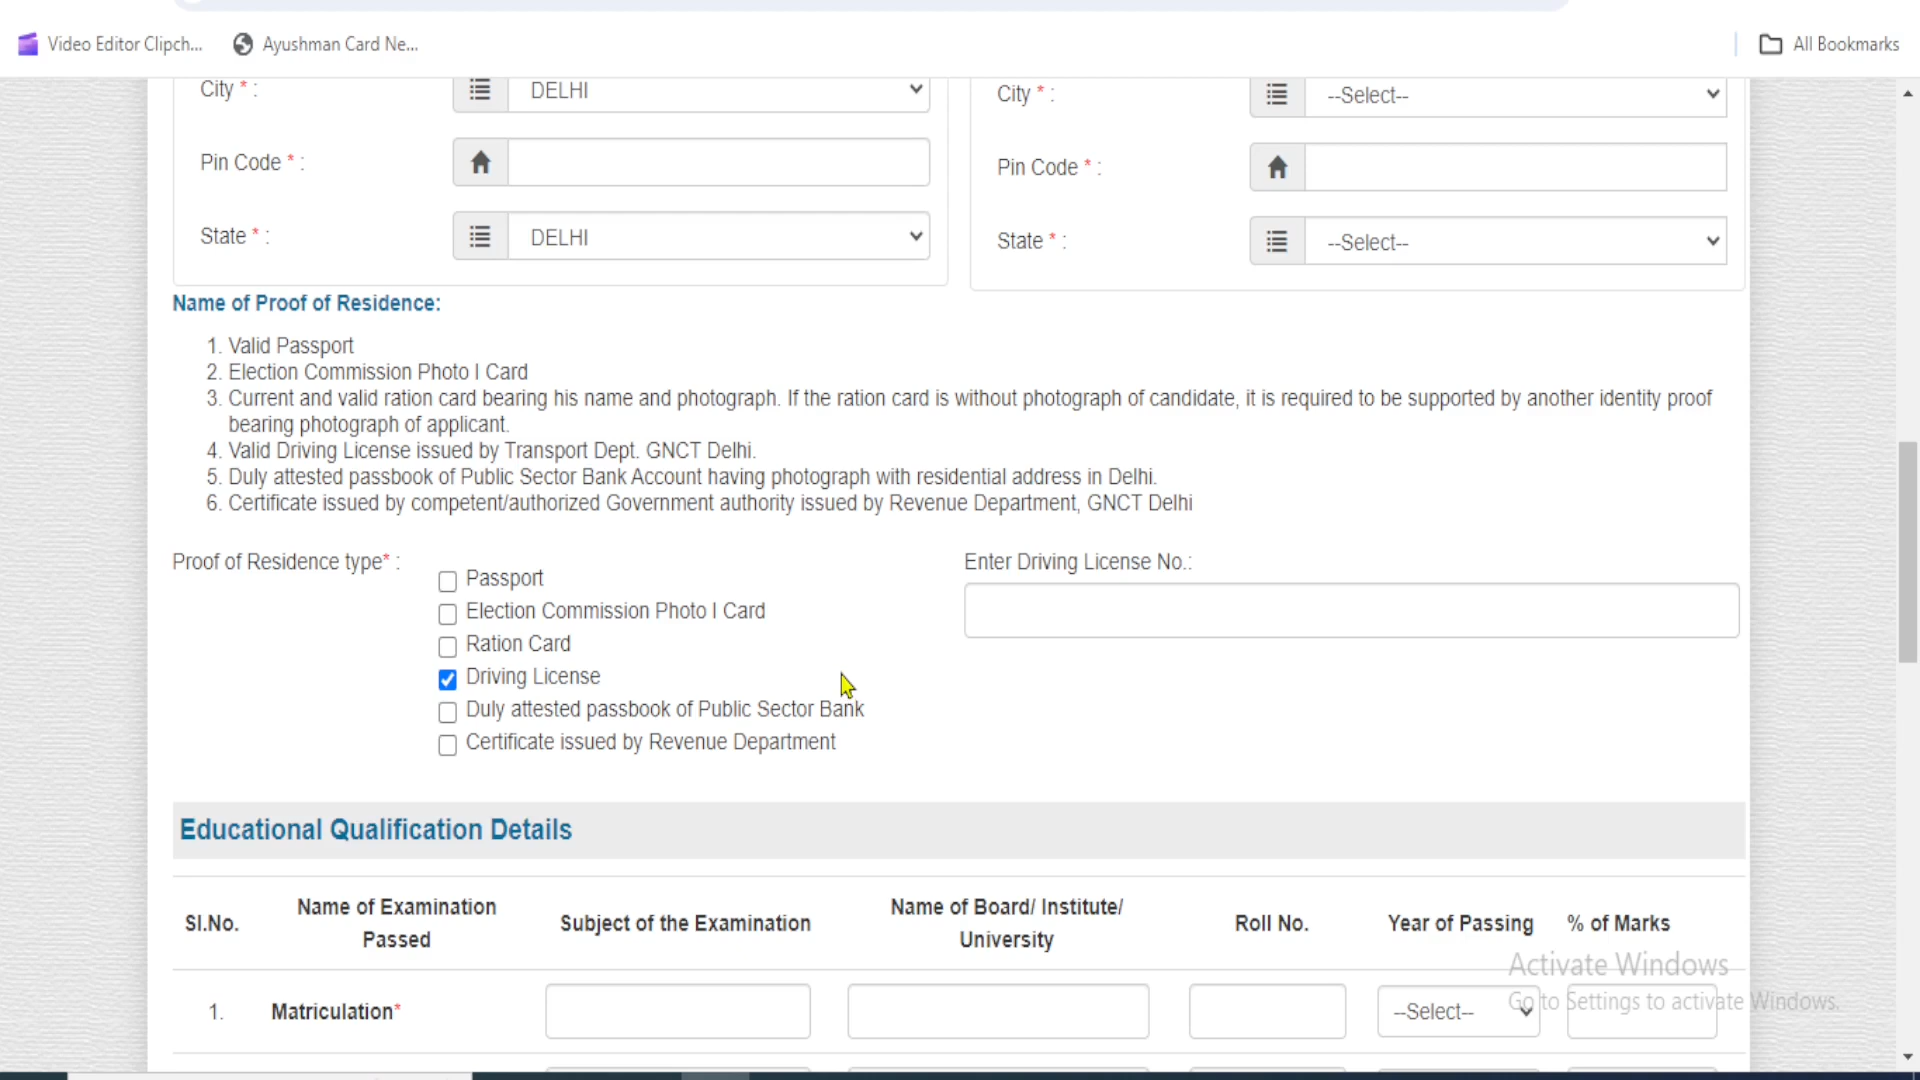 Video Editor Clipch...
Ayushman Card Ne...
All Bookmarks
City * :
DELHI
City * :
--Select--
Pin Code * :
Pin Code * :
State * :
DELHI
State * :
--Select--
Name of Proof of Residence:
1. Valid Passport
2. Election Commission Photo I Card
3. Current and valid ration card bearing his name and photograph. If the ration card is without photograph of candidate, it is required to be supported by another identity proof
bearing photograph of applicant.
4. Valid Driving License issued by Transport Dept. GNCT Delhi.
5. Duly attested passbook of Public Sector Bank Account having photograph with residential address in Delhi.
6. Certificate issued by competent/authorized Government authority issued by Revenue Department, GNCT Delhi
Proof of Residence type* :
Passport
Election Commission Photo I Card
Ration Card
Driving License
Duly attested passbook of Public Sector Bank
Certificate issued by Revenue Department
Enter Driving License No.:
Educational Qualification Details
SI.No.
Name of Examination
Passed
Subject of the Examination
Name of Board/ Institute/
University
Roll No.
Year of Passing
% of Marks
1.
Matriculation*
--Select--
Activate Windows
Go to Settings to activate Windows.